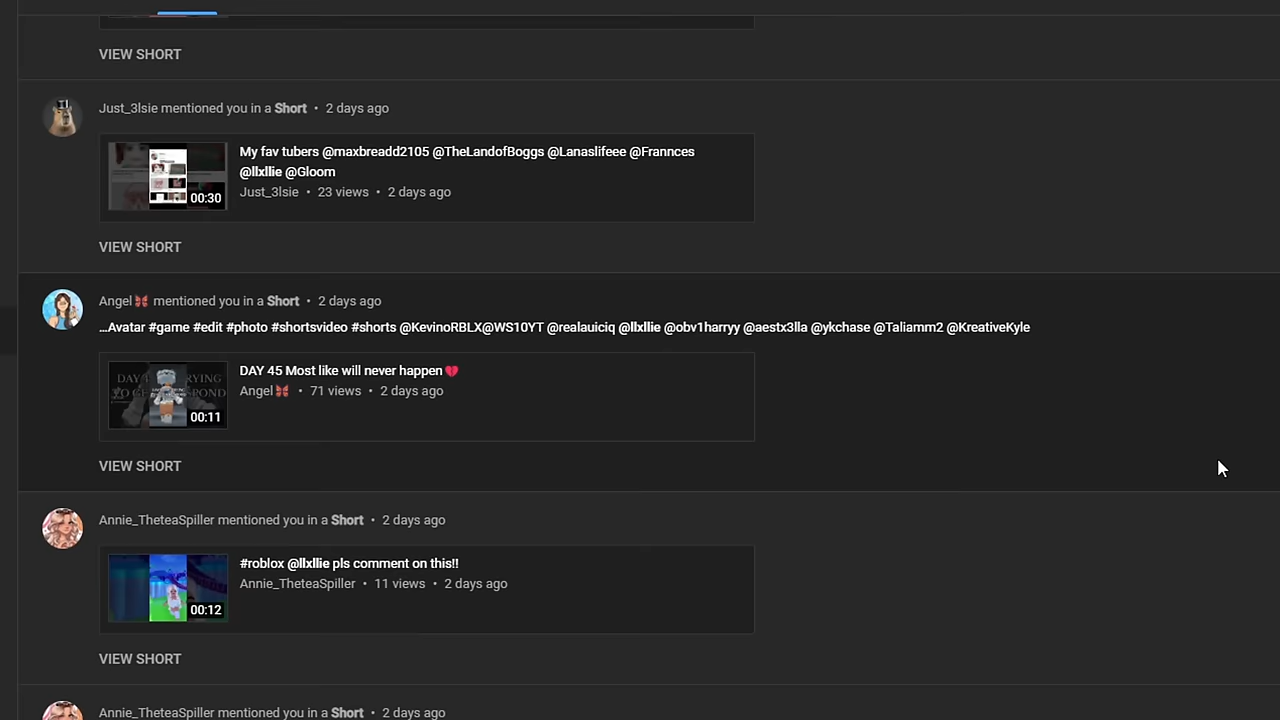 VIEW SHORT
Just_3lsie mentioned you in a Short • 2 days ago
My fav tubers @maxbreadd2105 @TheLandofBoggs @Lanaslifeee @Frannces
@llxllie @Gloom
Just_3lsie • 23 views • 2 days ago
00:30
VIEW SHORT
Angel🦋 mentioned you in a Short • 2 days ago
...Avatar #game #edit #photo #shortsvideo #shorts @KevinoRBLX@WS10YT @realauiciq @llxllie @obv1harryy @aestx3lla @ykchase @Taliamm2 @KreativeKyle
DAY 45 Most like will never happen💔
Angel🦋 • 71 views • 2 days ago
00:11
VIEW SHORT
Annie_TheteaSpiller mentioned you in a Short • 2 days ago
#roblox @llxllie pls comment on this!!
Annie_TheteaSpiller • 11 views • 2 days ago
00:12
VIEW SHORT
Annie_TheteaSpiller mentioned you in a Short • 2 days ago